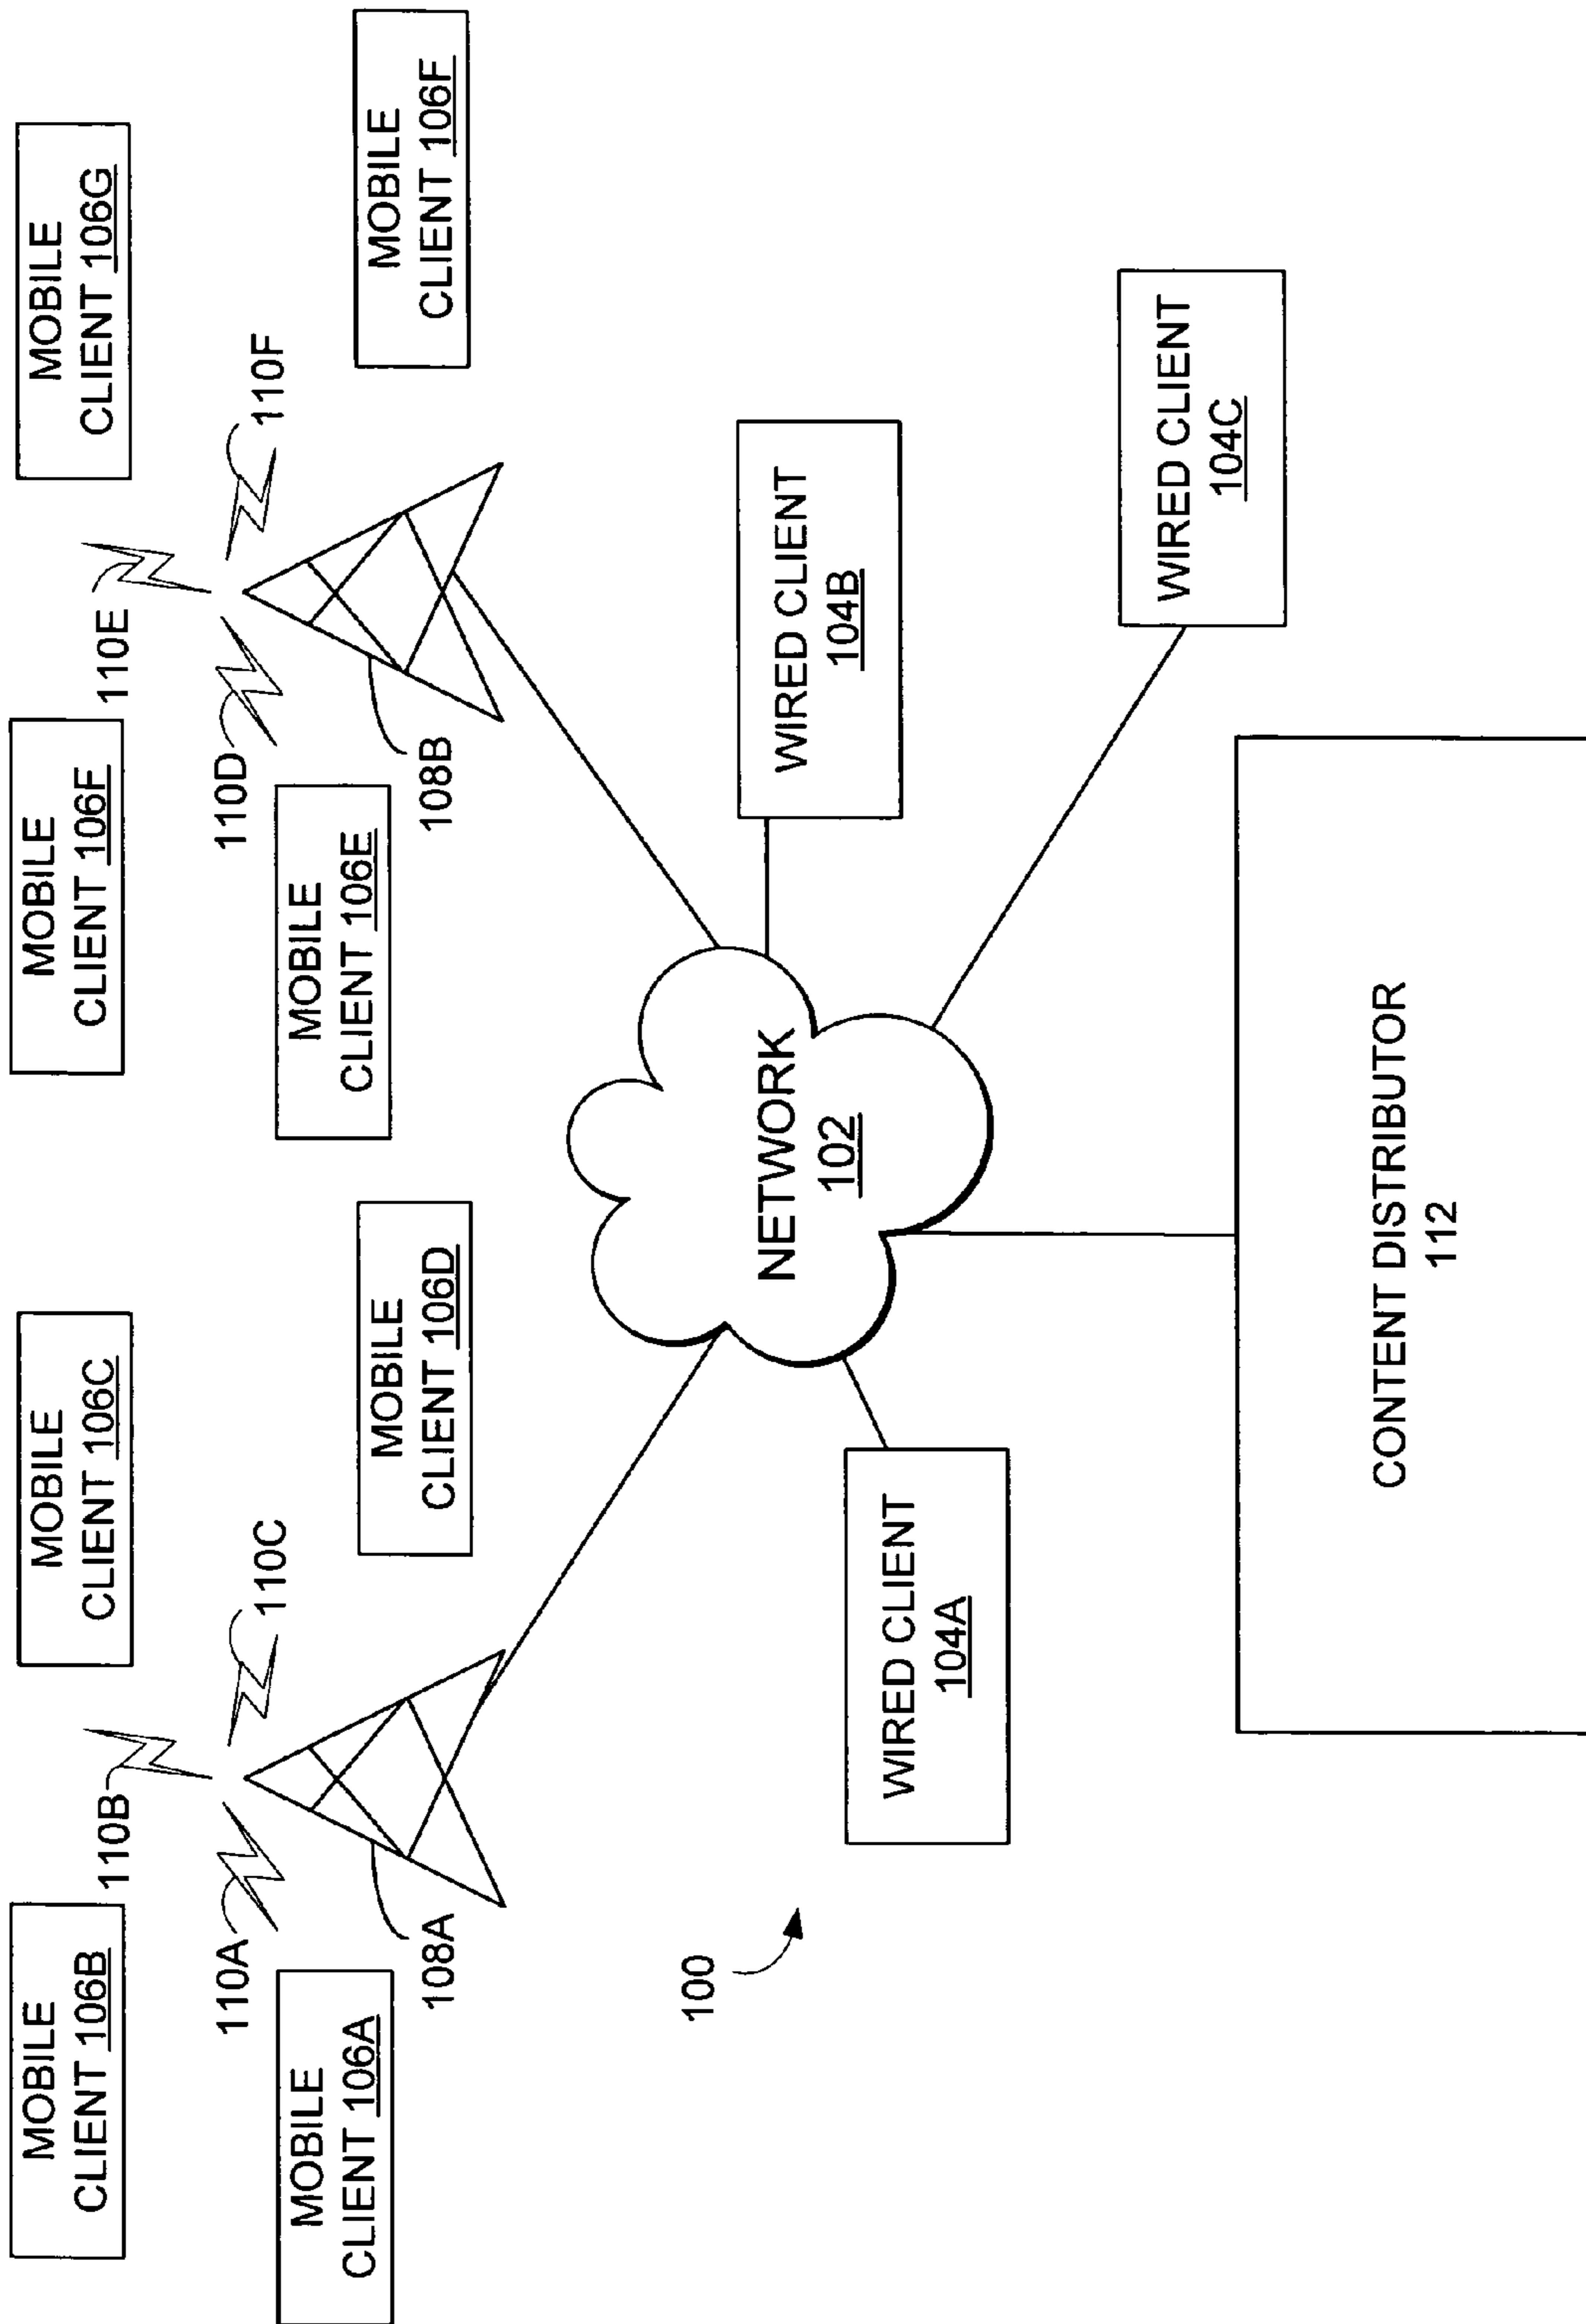 MOBILE
CLIENT 106B
MOBILE
CLIENT 106C
MOBILE
CLIENT 106F
MOBILE
CLIENT 106G
110B
110E
110A
110C
110D
110F
MOBILE
CLIENT 106A
MOBILE
CLIENT 106D
MOBILE
CLIENT 106E
MOBILE
CLIENT 106F
108A
108B
100
NETWORK
102
WIRED CLIENT
104B
WIRED CLIENT
104A
WIRED CLIENT
104C
CONTENT DISTRIBUTOR
112